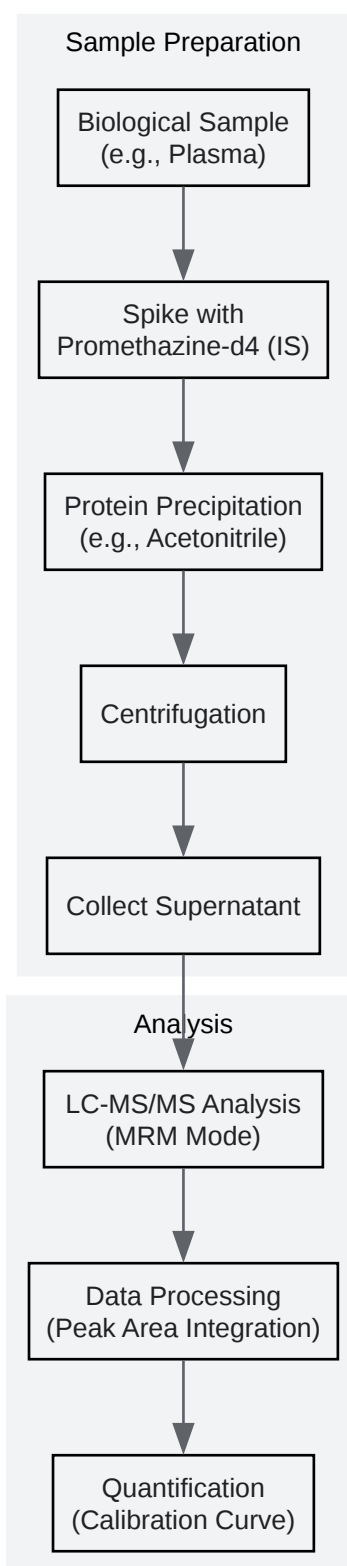 Sample Preparation
Biological Sample
(e.g., Plasma)
Spike with
Promethazine-d4 (IS)
Protein Precipitation
(e.g., Acetonitrile)
Centrifugation
Collect Supernatant
Analysis
LC-MS/MS Analysis
(MRM Mode)
Data Processing
(Peak Area Integration)
Quantification
(Calibration Curve)